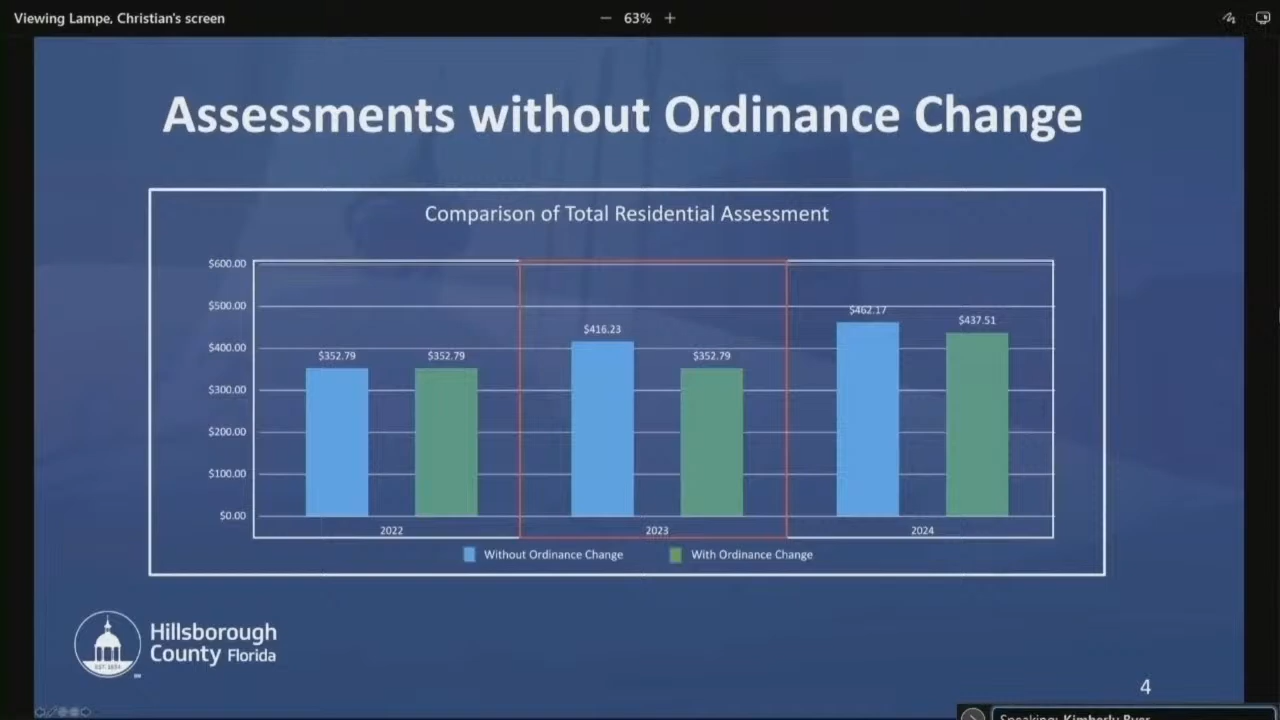 Viewing Lampe, Christian's screen
63%
Assessments without Ordinance Change
Comparison of Total Residential Assessment
$600.00
$500.00
$400.00
$300.00
$200.00
$100.00
$0.00
$352.79
$352.79
$416.23
$352.79
$462.17
$437.51
2022
2023
2024
Without Ordinance Change
With Ordinance Change
Hillsborough
County Florida
4
Speaking: Kimberly